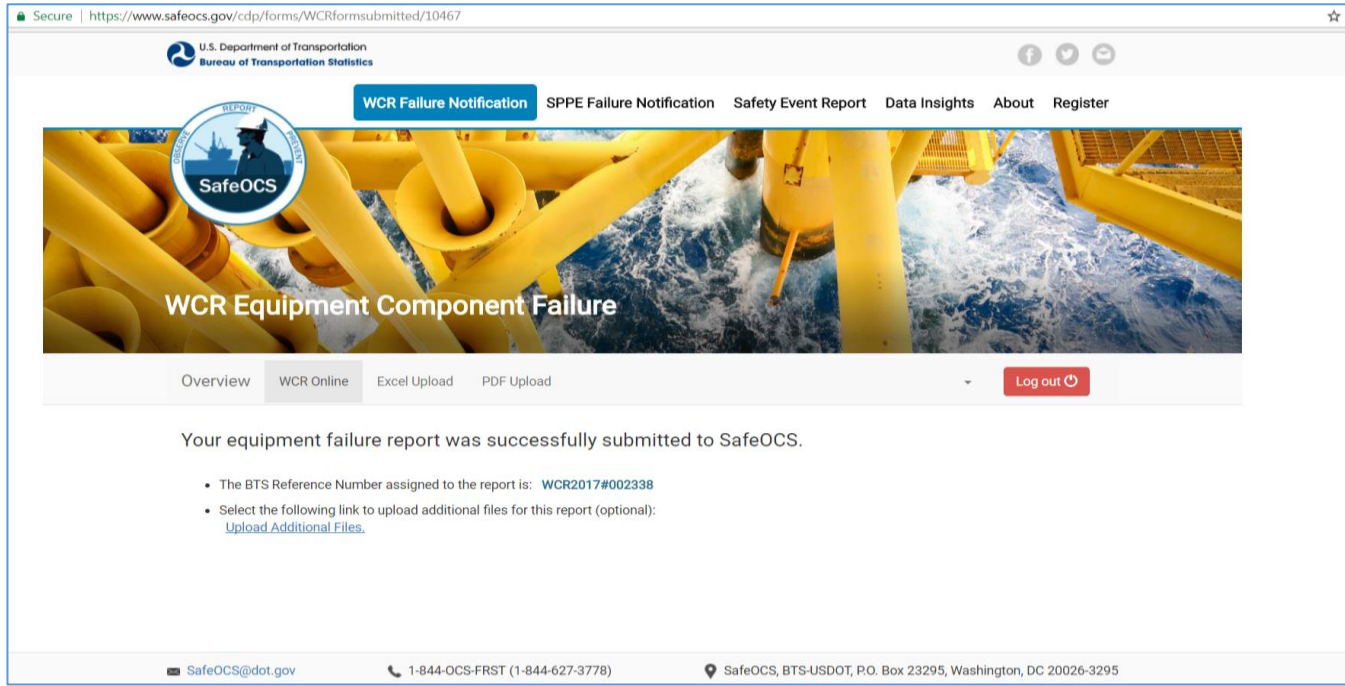 Secure | https://www.safeocs.gov/cdp/forms/WCRformsubmitted/10467
U.S. Department of Transportation
Bureau of Transportation Statistics
WCR Failure Notification SPPE Failure Notification Safety Event Report Data Insights About Register
OBSERVE REPORT PREVENT
SafeOCS
WCR Equipment Component Failure
Overview WCR Online Excel Upload PDF Upload Log out
Your equipment failure report was successfully submitted to SafeOCS.
• The BTS Reference Number assigned to the report is: WCR2017#002338
• Select the following link to upload additional files for this report (optional):
Upload Additional Files.
SafeOCS@dot.gov 1-844-OCS-FRST (1-844-627-3778) SafeOCS, BTS-USDOT, P.O. Box 23295, Washington, DC 20026-3295